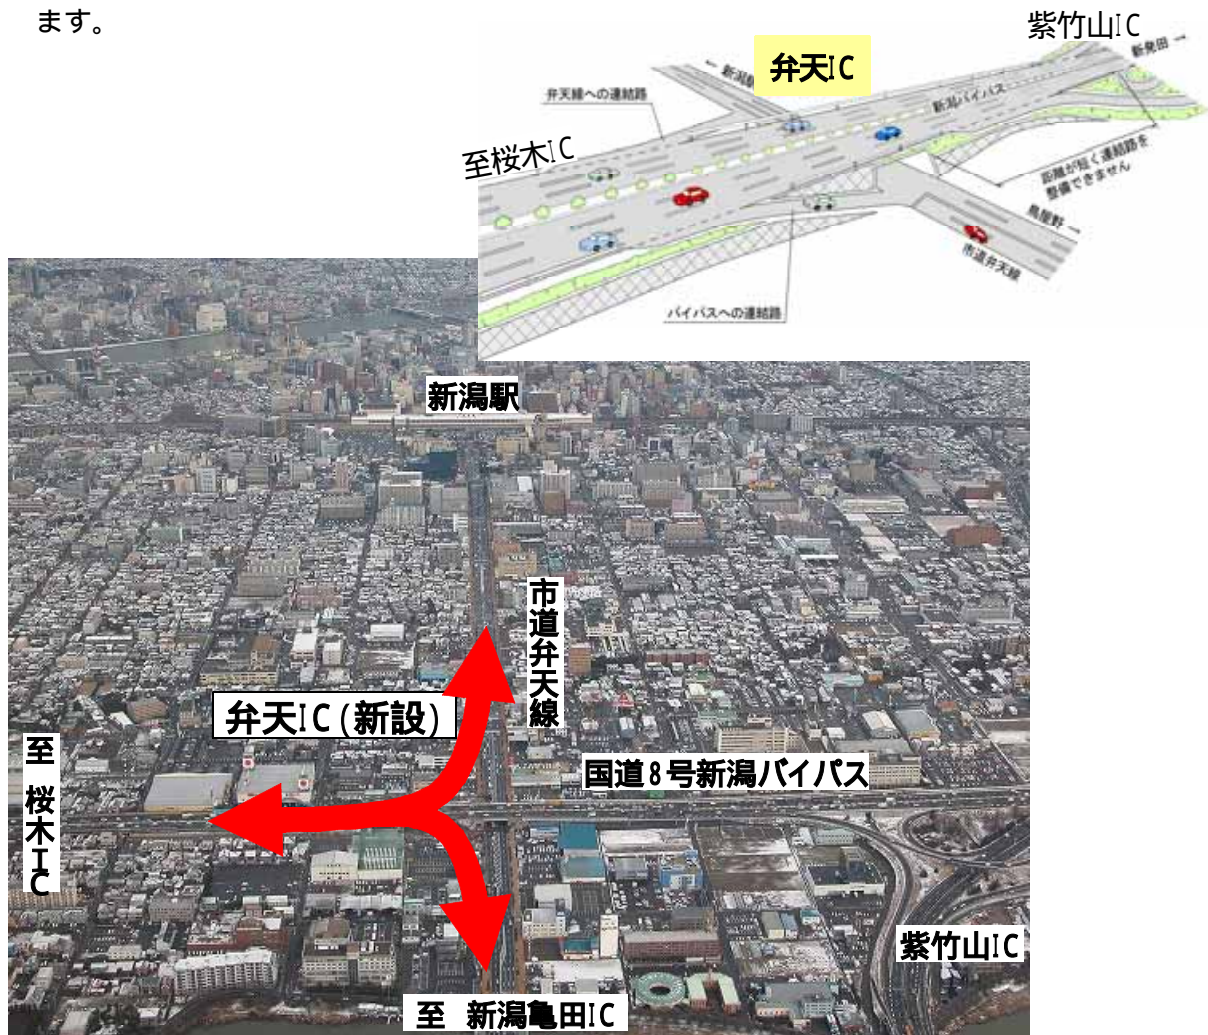 ます。
紫竹山IC
新発田 →
弁天IC
← 新潟駅
新潟バイパス
弁天線への連結路
至桜木IC
距離が短く連結路を
整備できません
鳥屋野 →
市道弁天線
バイパスへの連結路
新潟駅
市道弁天線
弁天IC(新設)
至 桜木IC
国道8号新潟バイパス
紫竹山IC
至 新潟亀田IC